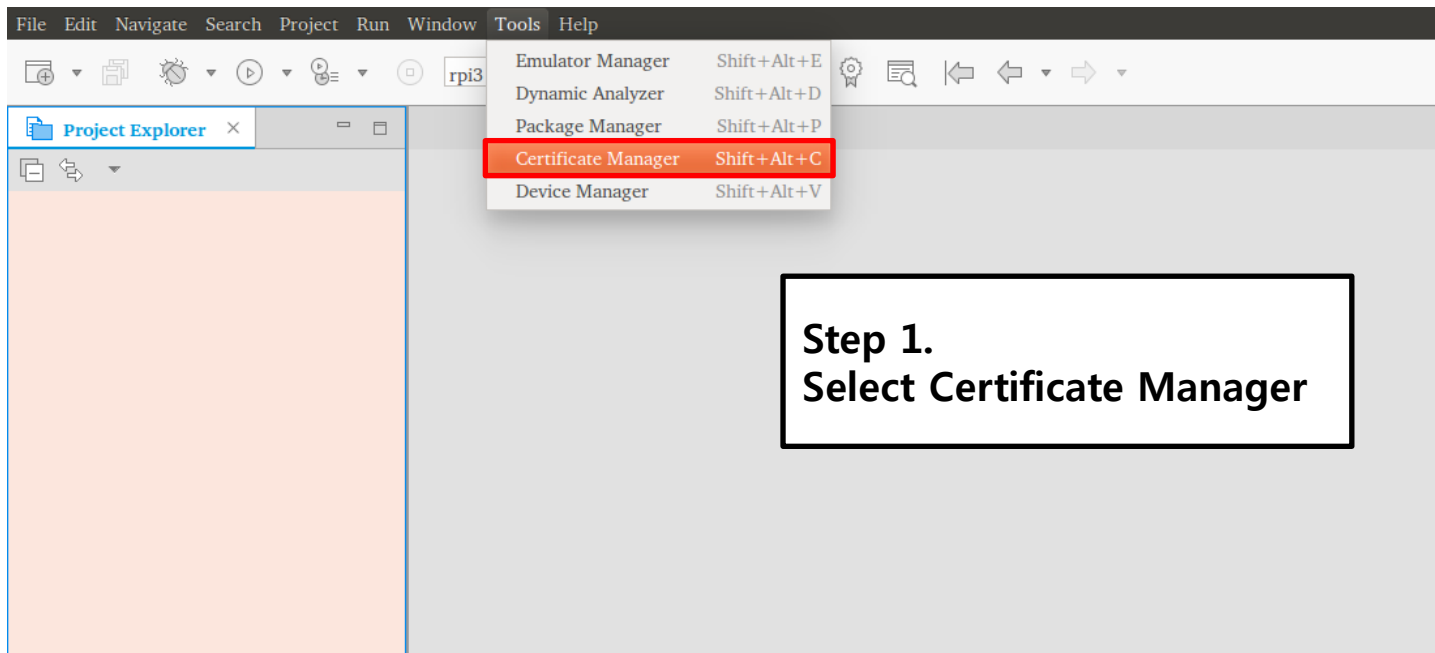 File Edit Navigate Search Project Run Window Tools Help
rpi3
Emulator Manager Shift+Alt+E
Dynamic Analyzer Shift+Alt+D
Package Manager Shift+Alt+P
Certificate Manager Shift+Alt+C
Device Manager Shift+Alt+V
Project Explorer
Step 1.
Select Certificate Manager